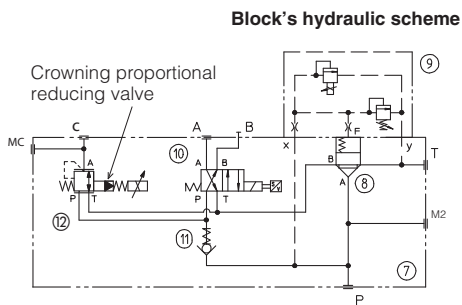 Block's hydraulic scheme
9
Crowning proportional
reducing valve
C
A
B
F
MC
x
y
10
A
A
B
B
T
8
P
T
P
T
A
12
11
M2
7
P